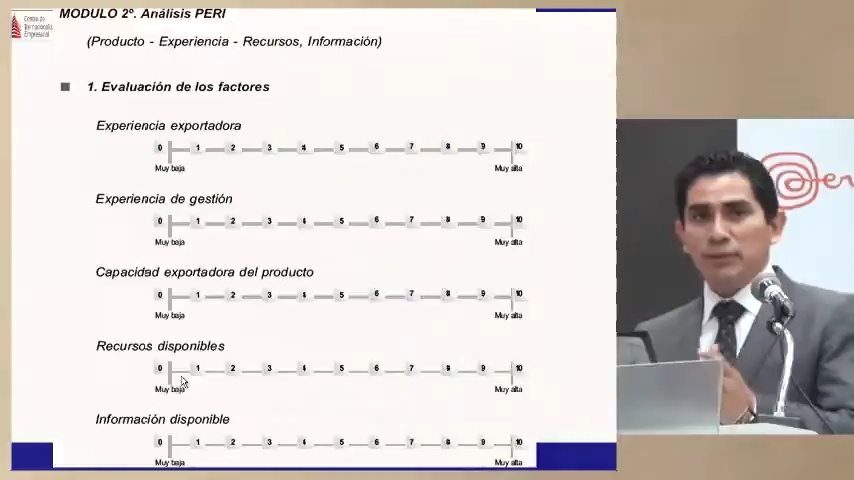 MODULO 2º. Análisis PERI
Centro de
Internacionaliz
Empresarial
(Producto - Experiencia - Recursos, Información)
1. Evaluación de los factores
Experiencia exportadora
0 1 2 3 4 5 6 7 8 9 10
Muy baja Muy alta
Experiencia de gestión
0 1 2 3 4 5 6 7 8 9 10
Muy baja Muy alta
Capacidad exportadora del producto
0 1 2 3 4 5 6 7 8 9 10
Muy baja Muy alta
Recursos disponibles
0 1 2 3 4 5 6 7 8 9 10
Muy baja Muy alta
Información disponible
0 1 2 3 4 5 6 7 8 9 10
Muy baja Muy alta